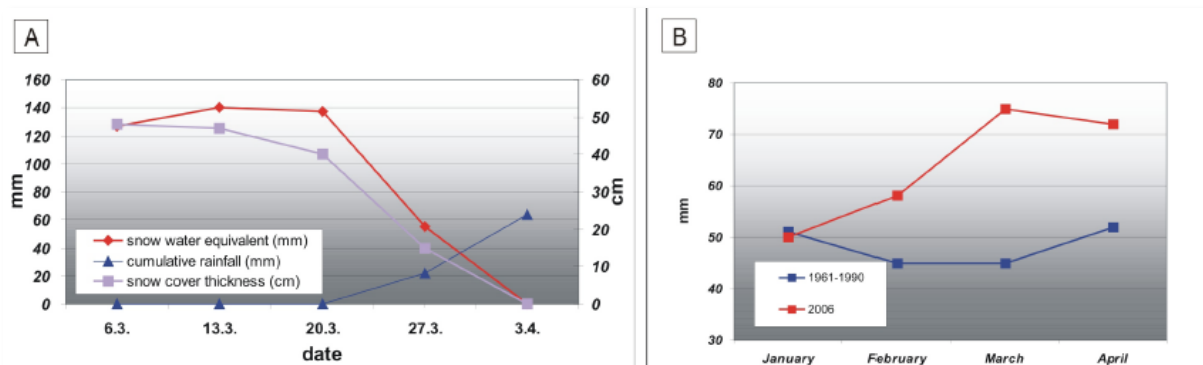 A
160
140
120
100
80
60
40
20
0
mm
60
50
40
30
20
10
0
cm
snow water equivalent (mm)
cumulative rainfall (mm)
snow cover thickness (cm)
6.3. 13.3. 20.3. 27.3. 3.4.
date
B
80
70
60
50
40
30
mm
1961-1990
2006
January February March April